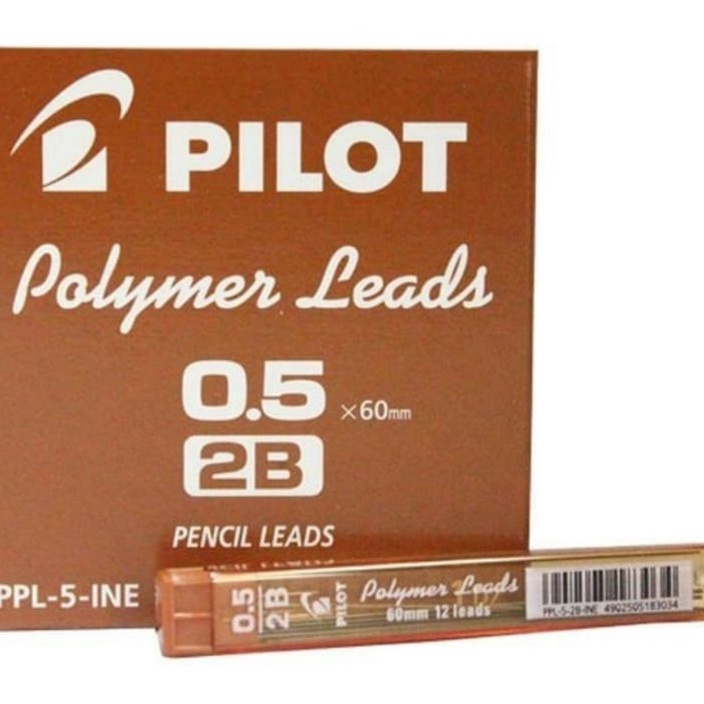 PILOT
Polymer Leads
0.5 ×60mm
2B
PENCIL LEADS
PPL-5-INE
0.5
2B
PILOT
Polymer Leads
60mm 12 leads
PPL-5-2B-INE 4902505183034